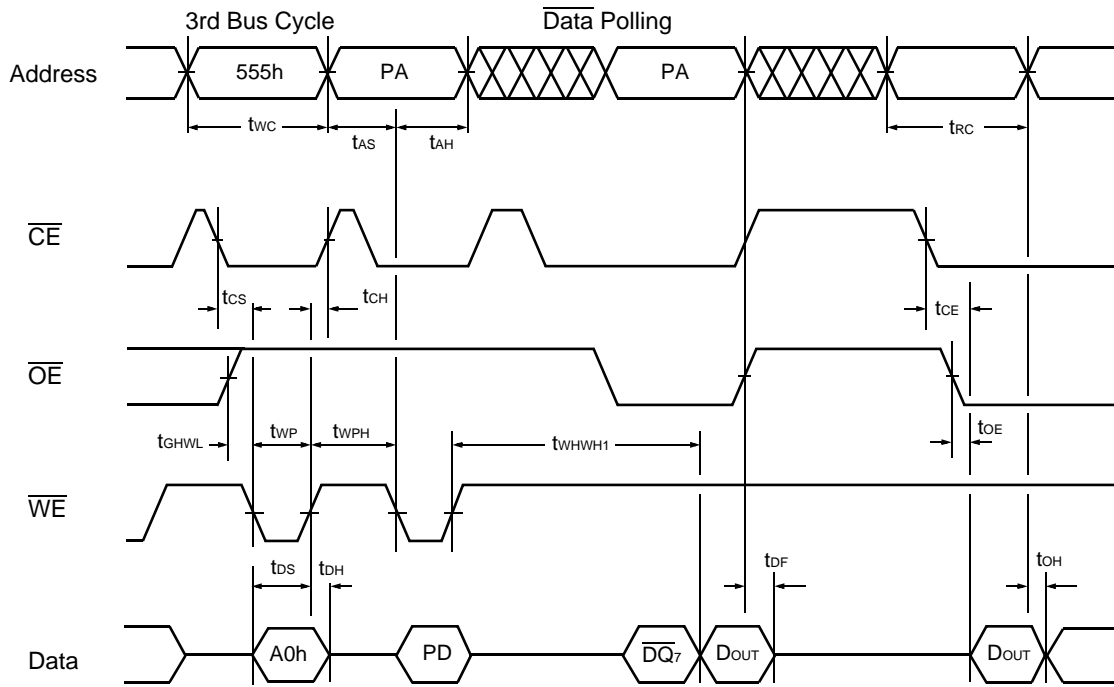 3rd Bus Cycle Data Polling
Address 555h PA PA
tWC tAS tAH tRC
CE
tCS tCH tCE
OE
tGHWL tWP tWPH tWHWH1 tOE
WE
tDS tDH tDF tOH
Data A0h PD DQ7 DOUT DOUT